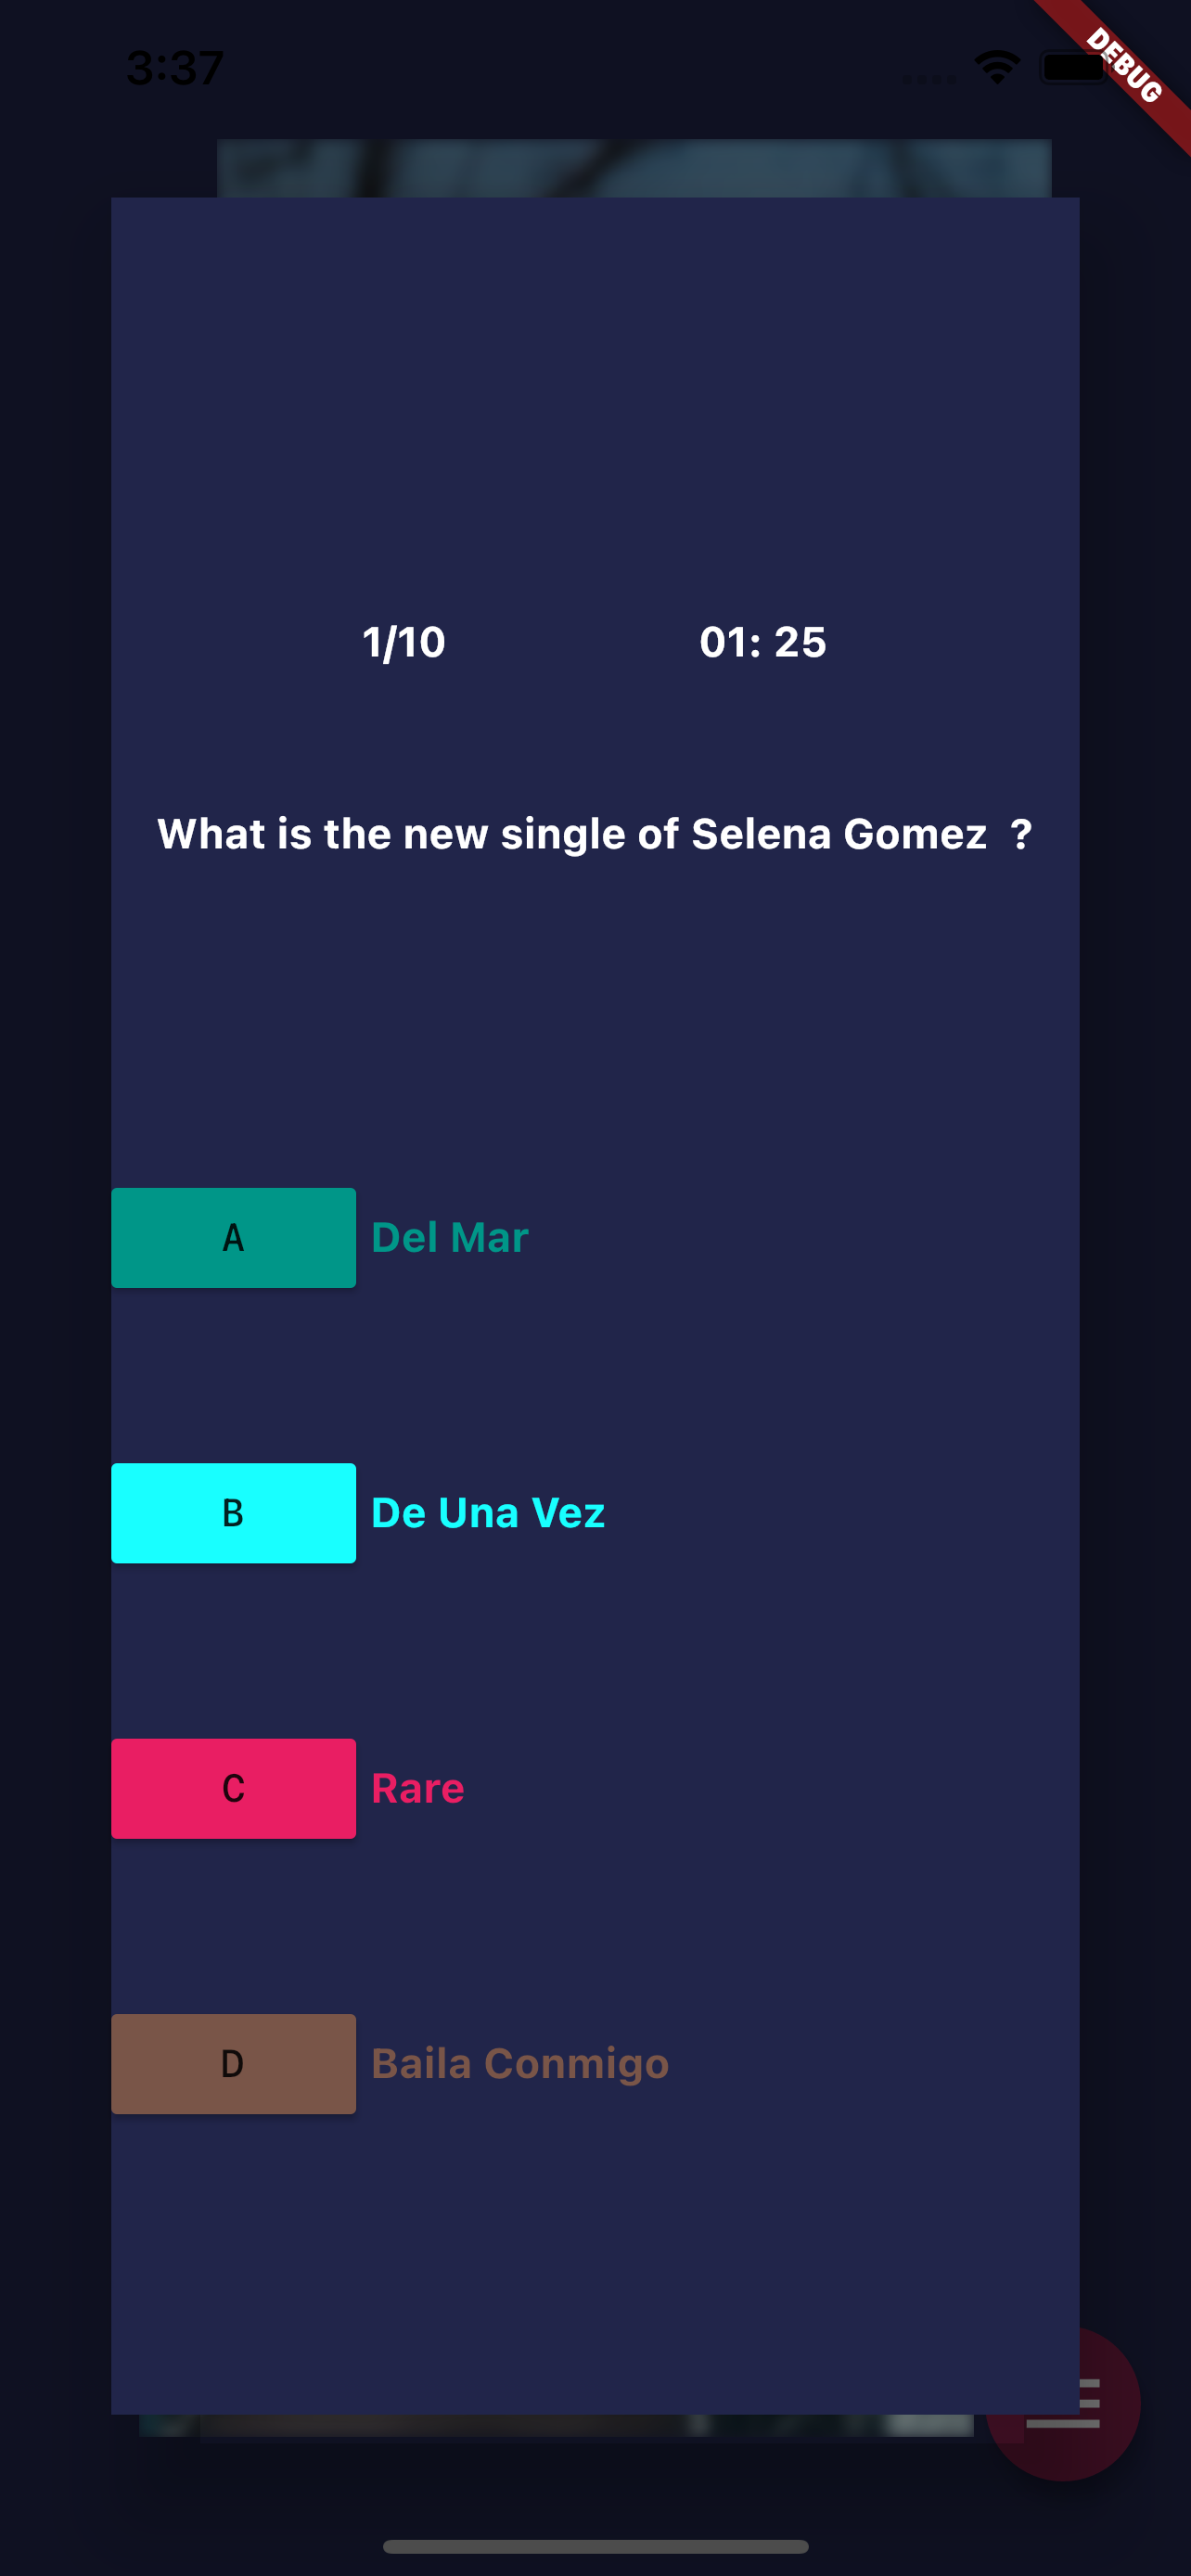 3:37
DEBUG
1/10 01: 25
What is the new single of Selena Gomez  ?
A Del Mar
B De Una Vez
C Rare
D Baila Conmigo